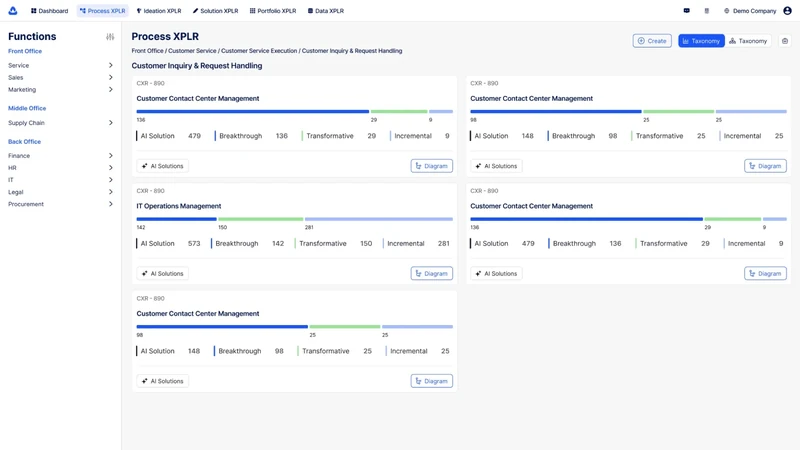 Dashboard Process XPLR Ideation XPLR Solution XPLR Portfolio XPLR Data XPLR Demo Company
Functions
Front Office
Service
Sales
Marketing
Middle Office
Supply Chain
Back Office
Finance
HR
IT
Legal
Procurement
Process XPLR
Front Office / Customer Service / Customer Service Execution / Customer Inquiry & Request Handling
Create Taxonomy Taxonomy
Customer Inquiry & Request Handling
CXR - 890
Customer Contact Center Management
136 29 9
AI Solution 479 Breakthrough 136 Transformative 29 Incremental 9
AI Solutions Diagram
CXR - 890
Customer Contact Center Management
98 25 25
AI Solution 148 Breakthrough 98 Transformative 25 Incremental 25
AI Solutions Diagram
CXR - 890
IT Operations Management
142 150 281
AI Solution 573 Breakthrough 142 Transformative 150 Incremental 281
AI Solutions Diagram
CXR - 890
Customer Contact Center Management
136 29 9
AI Solution 479 Breakthrough 136 Transformative 29 Incremental 9
AI Solutions Diagram
CXR - 890
Customer Contact Center Management
98 25 25
AI Solution 148 Breakthrough 98 Transformative 25 Incremental 25
AI Solutions Diagram